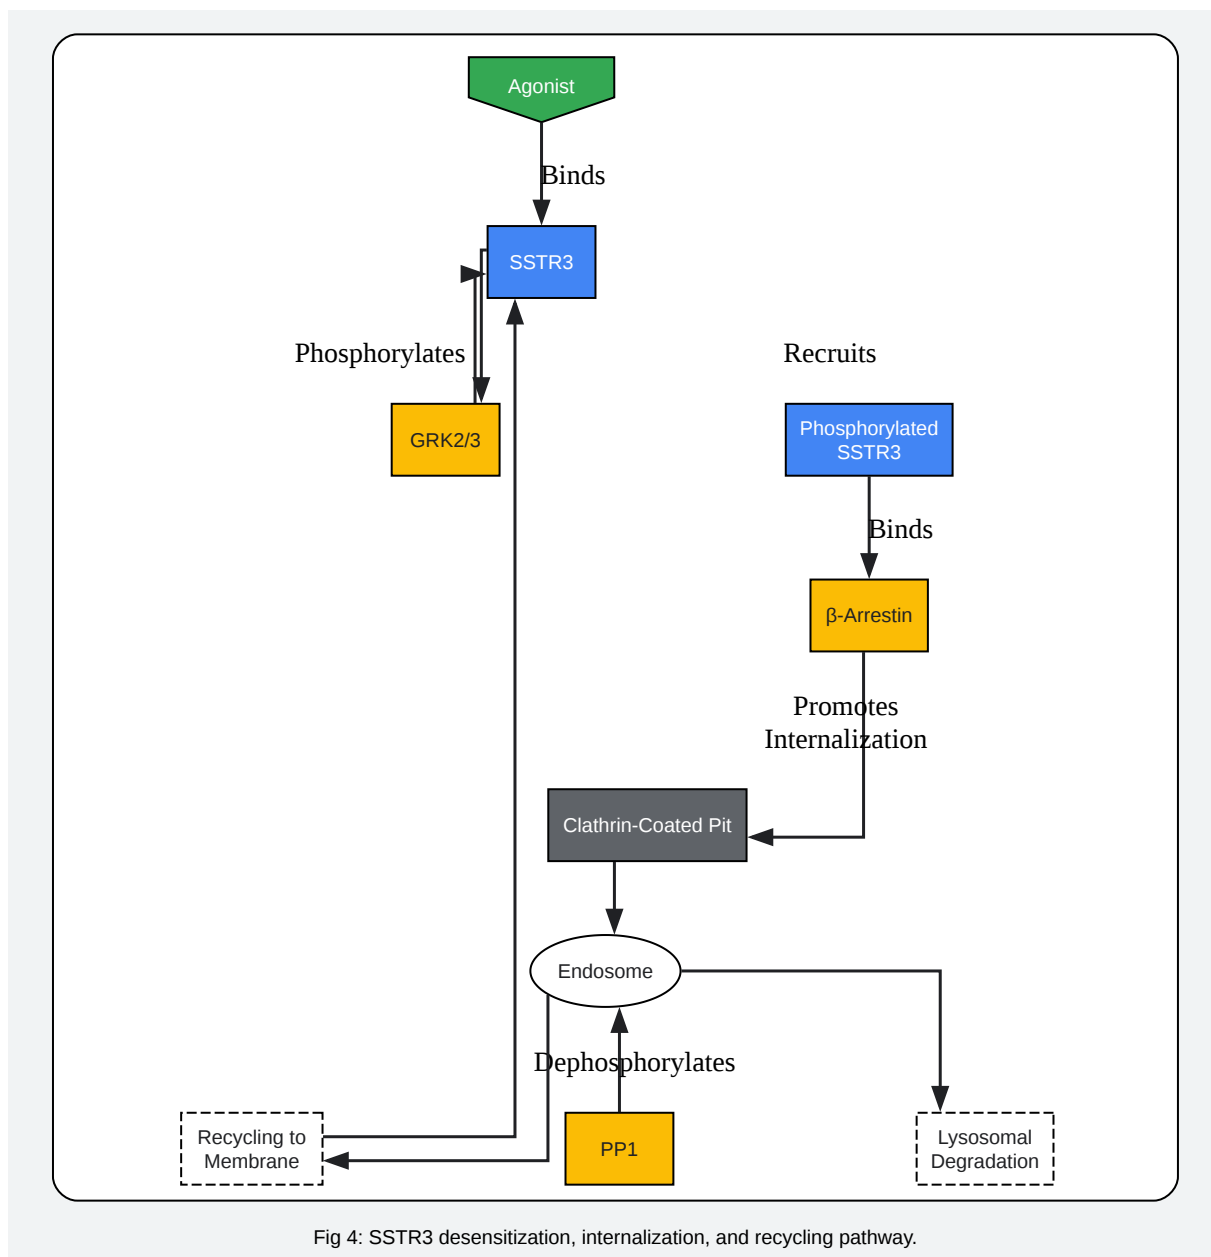 Agonist
Binds
SSTR3
Phosphorylates
Recruits
GRK2/3
Phosphorylated
SSTR3
Binds
β-Arrestin
Promotes
Internalization
Clathrin-Coated Pit
Endosome
Dephosphorylates
Recycling to
Membrane
PP1
Lysosomal
Degradation
Fig 4: SSTR3 desensitization, internalization, and recycling pathway.